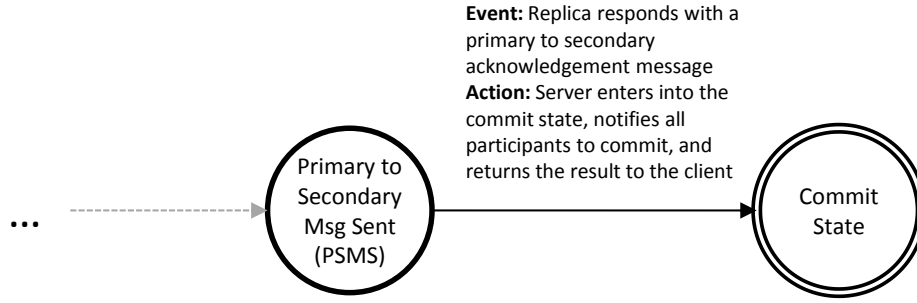 Event: Replica responds with a
primary to secondary
acknowledgement message
Action: Server enters into the
commit state, notifies all
participants to commit, and
returns the result to the client
...
Primary to
Secondary
Msg Sent
(PSMS)
Commit
State